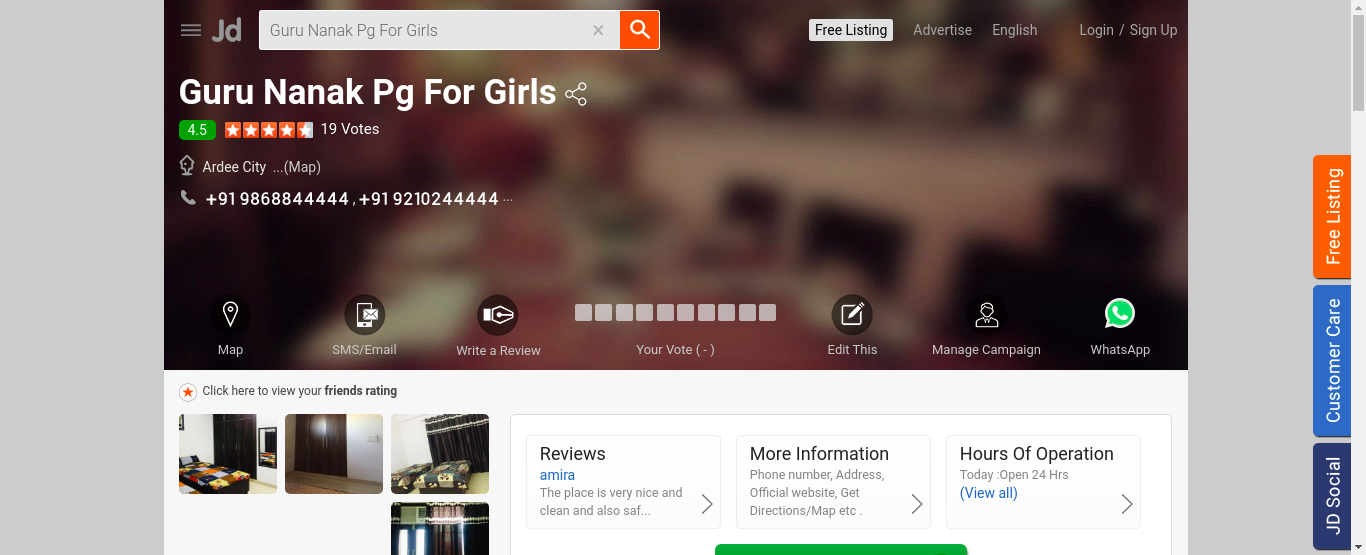 Jd
Guru Nanak Pg For Girls
Free Listing
Advertise
English
Login / Sign Up
Guru Nanak Pg For Girls
4.5
19 Votes
Ardee City ...(Map)
+91 9868844444 , +91 9210244444 ...
Map
SMS/Email
Write a Review
Your Vote ( - )
Edit This
Manage Campaign
WhatsApp
Click here to view your friends rating
Reviews
amira
The place is very nice and
clean and also saf...
More Information
Phone number, Address,
Official website, Get
Directions/Map etc .
Hours Of Operation
Today :Open 24 Hrs
(View all)
Free Listing
Customer Care
JD Social